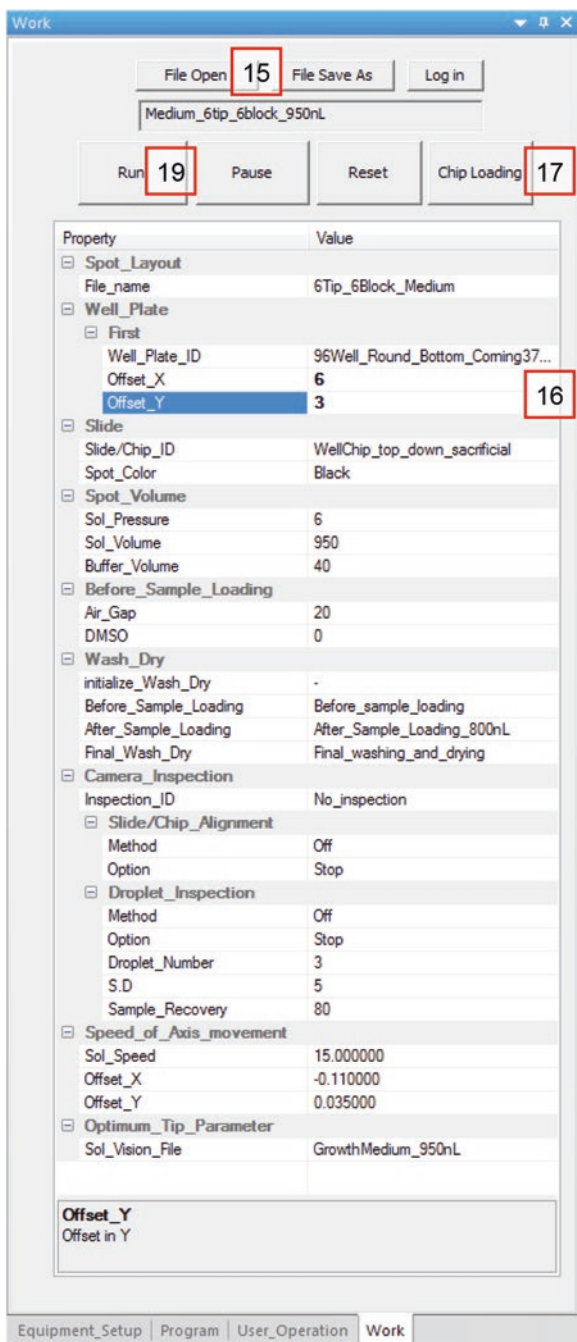 Work
File Open 15 File Save As Log in
Medium_6tip_6block_950nL
Run 19 Pause Reset Chip Loading 17
Property Value
Spot_Layout
File_name 6Tip_6Block_Medium
Well_Plate
First
Well_Plate_ID 96Well_Round_Bottom_Corning37...
Offset_X 6
Offset_Y 3 16
Slide
Slide/Chip_ID WellChip_top_down_sacrificial
Spot_Color Black
Spot_Volume
Sol_Pressure 6
Sol_Volume 950
Buffer_Volume 40
Before_Sample_Loading
Air_Gap 20
DMSO 0
Wash_Dry
initialize_Wash_Dry -
Before_Sample_Loading Before_sample_loading
After_Sample_Loading After_Sample_Loading_800nL
Final_Wash_Dry Final_washing_and_drying
Camera_Inspection
Inspection_ID No_inspection
Slide/Chip_Alignment
Method Off
Option Stop
Droplet_Inspection
Method Off
Option Stop
Droplet_Number 3
S.D 5
Sample_Recovery 80
Speed_of_Axis_movement
Sol_Speed 15.000000
Offset_X -0.110000
Offset_Y 0.035000
Optimum_Tip_Parameter
Sol_Vision_File GrowthMedium_950nL
Offset_Y
Offset in Y
Equipment_Setup Program User_Operation Work